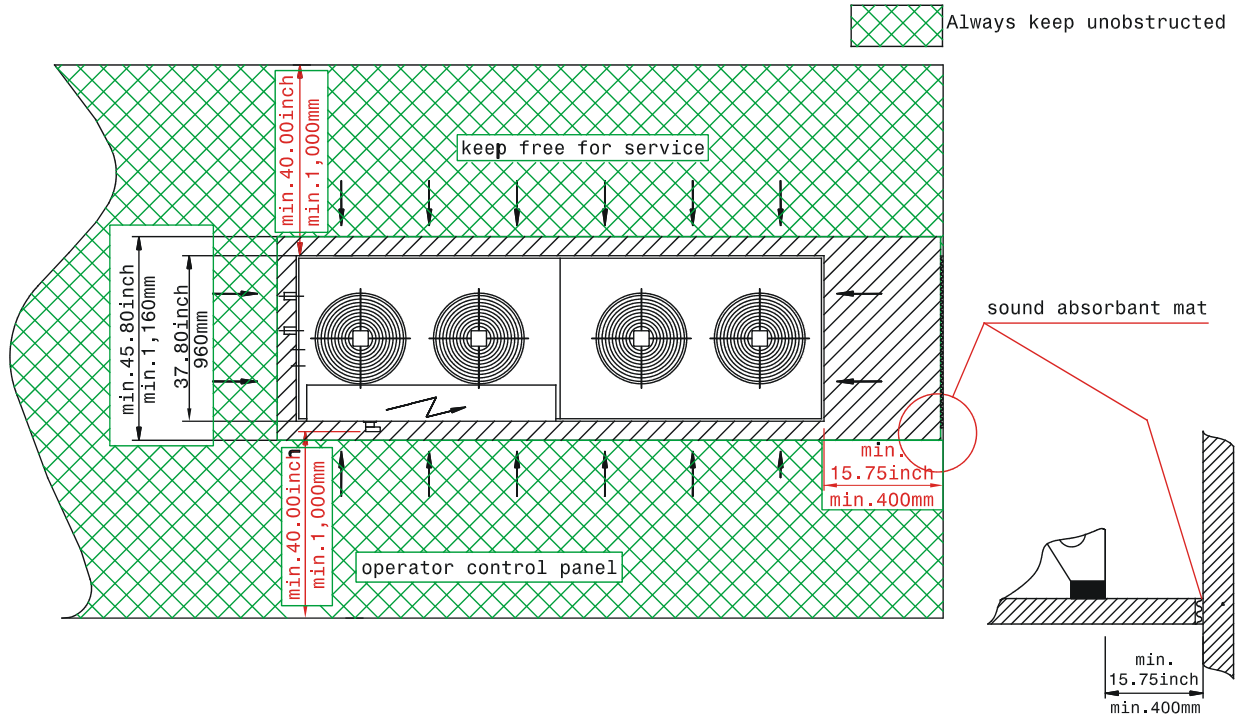 Always keep unobstructed
min.40.00inch
min.1,000mm
keep free for service
min.45.80inch
min.1,160mm
37.80inch
960mm
sound absorbant mat
min.
15.75inch
min.400mm
min.40.00inch
min.1,000mm
operator control panel
min.
15.75inch
min.400mm